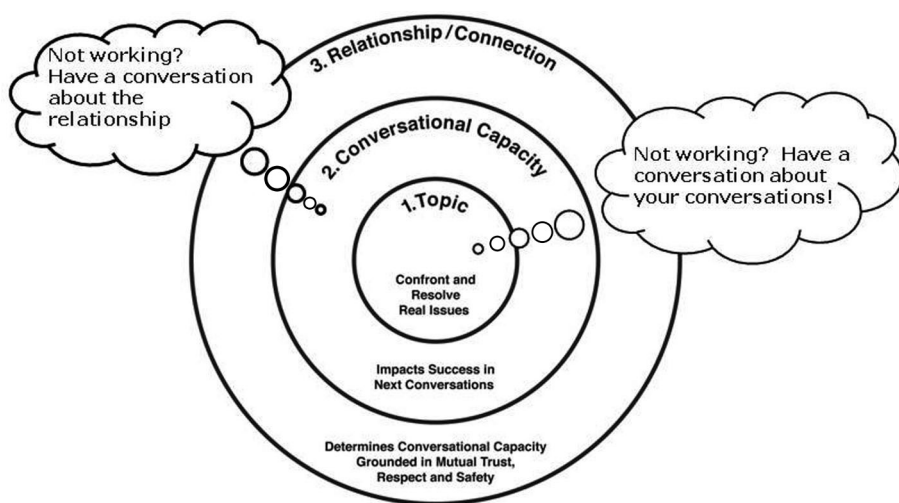 3. Relationship/Connection
Not working?
Have a conversation
about the
relationship
2. Conversational Capacity
Not working? Have a
conversation about
your conversations!
1.Topic
Confront and
Resolve
Real Issues
Impacts Success in
Next Conversations
Determines Conversational Capacity
Grounded in Mutual Trust,
Respect and Safety